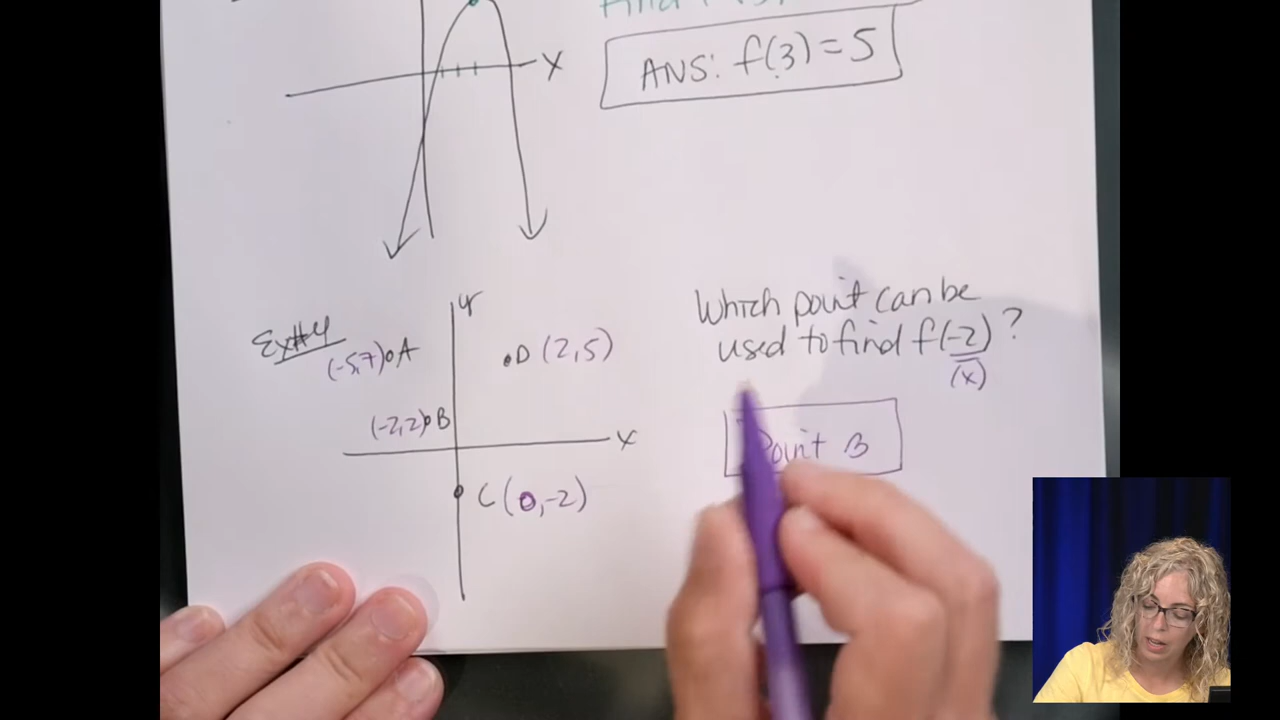 X
ANS: f(3)=5
Ex#4
y
(-5,7) A
D (2,5)
(-2,2) B
X
C (0,-2)
Which point can be
used to find f(-2)?
(x)
Point B